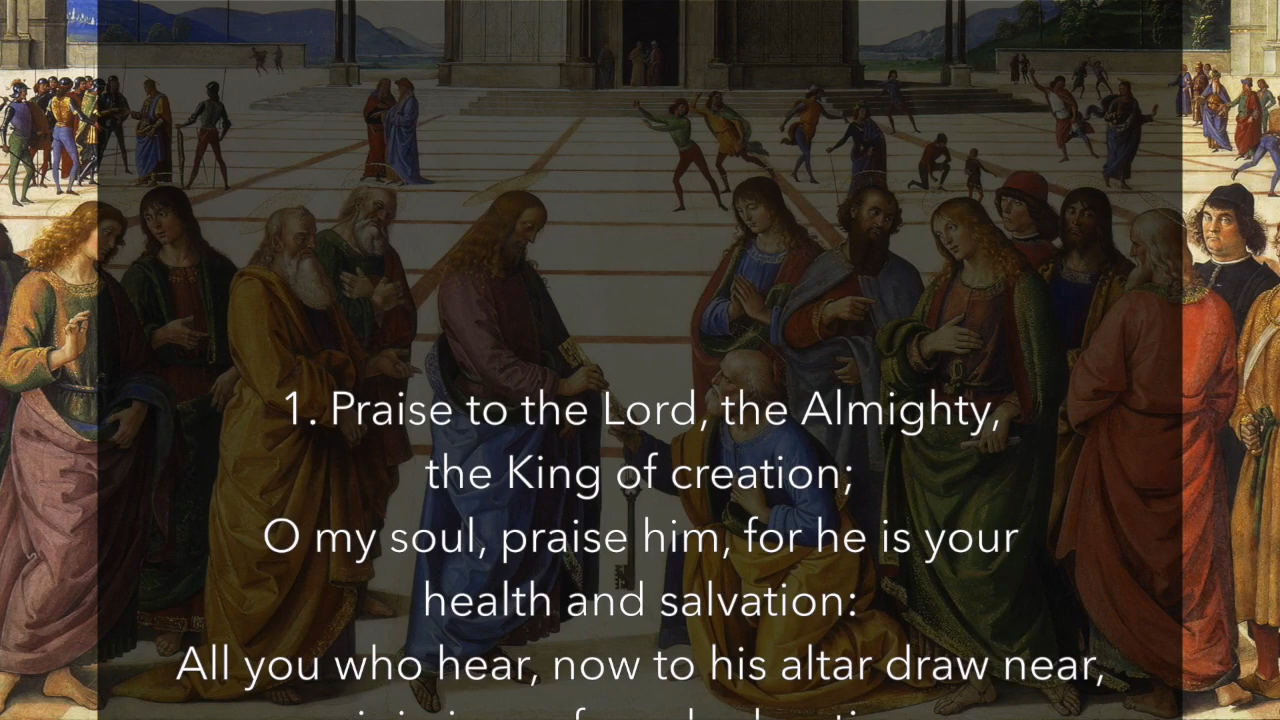 1. Praise to the Lord, the Almighty,
the King of creation;
O my soul, praise him, for he is your
health and salvation:
All you who hear, now to his altar draw near,